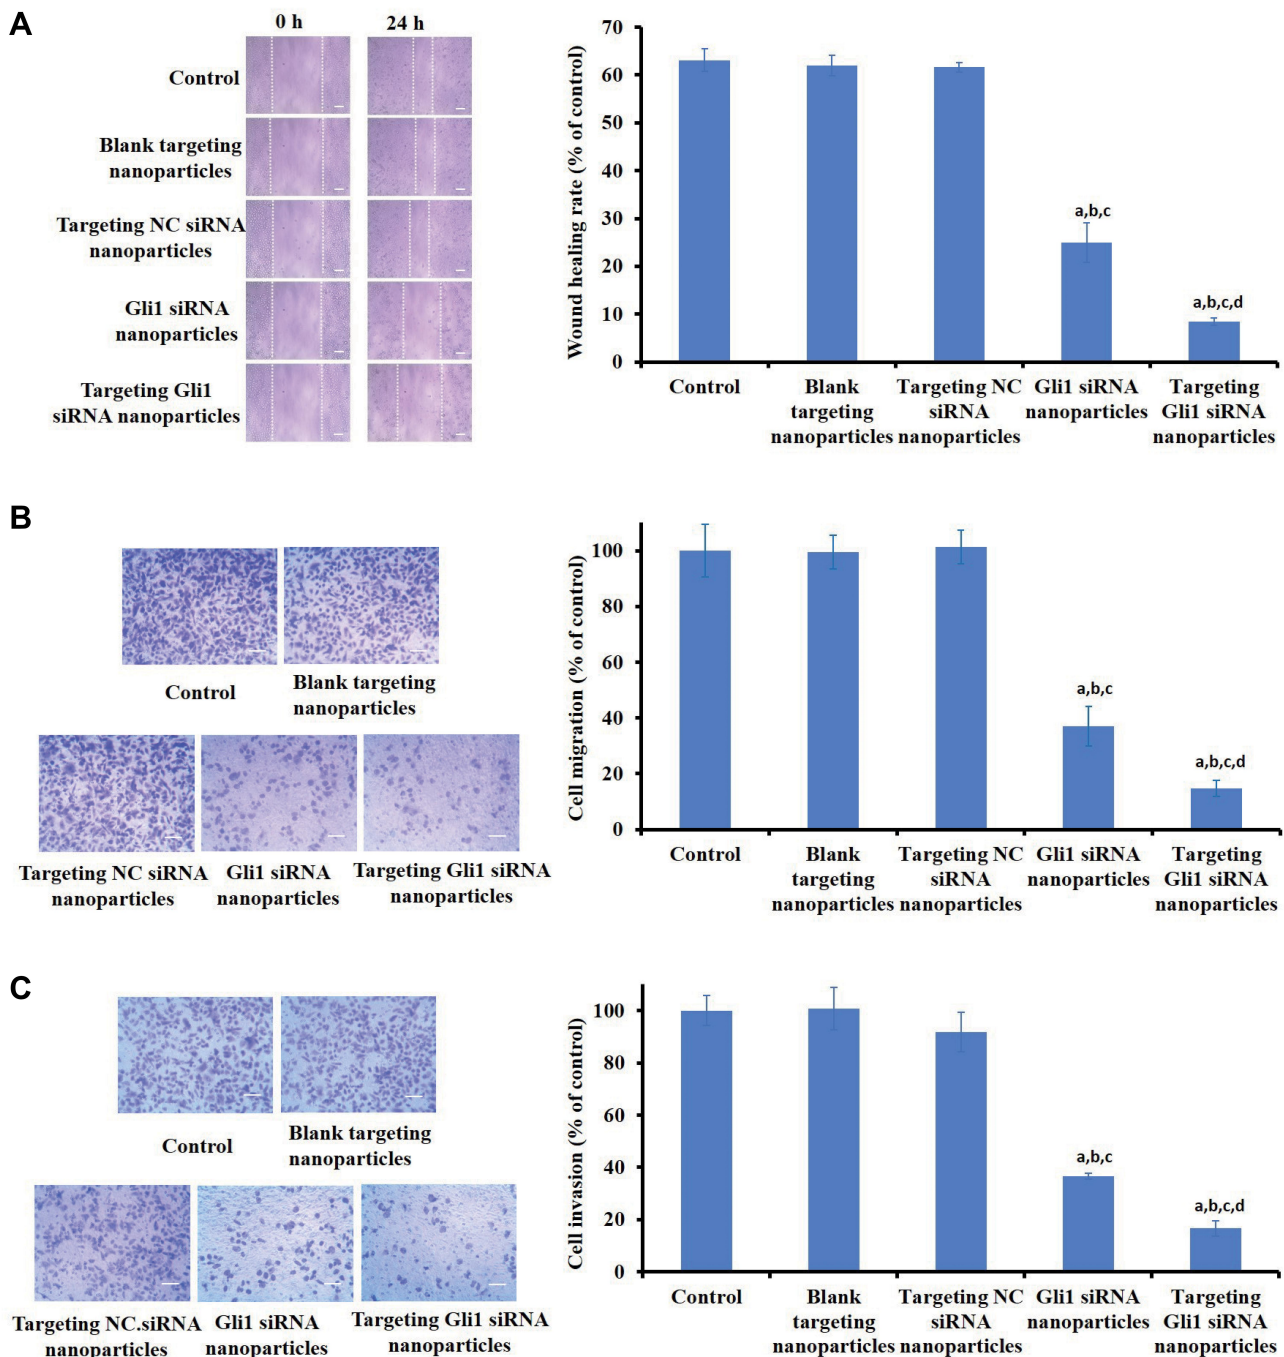 A
0 h
24 h
Control
Blank targeting
nanoparticles
Targeting NC siRNA
nanoparticles
Gli1 siRNA
nanoparticles
Targeting Gli1
siRNA nanoparticles
Wound healing rate (% of control)
70
60
50
40
30
20
10
0
a,b,c
a,b,c,d
Control
Blank
targeting
nanoparticles
Targeting NC
siRNA
nanoparticles
Gli1 siRNA
nanoparticles
Targeting
Gli1 siRNA
nanoparticles
B
Control
Blank targeting
nanoparticles
Targeting NC siRNA
nanoparticles
Gli1 siRNA
nanoparticles
Targeting Gli1 siRNA
nanoparticles
Cell migration (% of control)
100
80
60
40
20
0
a,b,c
a,b,c,d
Control
Blank
targeting
nanoparticles
Targeting NC
siRNA
nanoparticles
Gli1 siRNA
nanoparticles
Targeting
Gli1 siRNA
nanoparticles
C
Control
Blank targeting
nanoparticles
Targeting NC.siRNA
nanoparticles
Gli1 siRNA
nanoparticles
Targeting Gli1 siRNA
nanoparticles
Cell invasion (% of control)
100
80
60
40
20
0
a,b,c
a,b,c,d
Control
Blank
targeting
nanoparticles
Targeting NC
siRNA
nanoparticles
Gli1 siRNA
nanoparticles
Targeting
Gli1 siRNA
nanoparticles